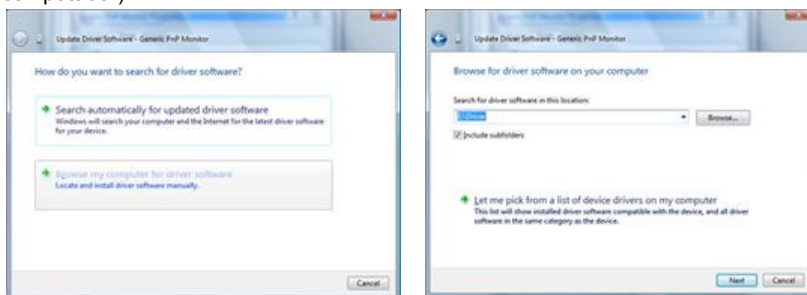 Update Driver Software - Generic PnP Monitor
How do you want to search for driver software?
Search automatically for updated driver software
Windows will search your computer and the Internet for the latest driver software
for your device.
Browse my computer for driver software
Locate and install driver software manually.
Cancel
Update Driver Software - Generic PnP Monitor
Browse for driver software on your computer
Search for driver software in this location:
Browse...
Include subfolders
Let me pick from a list of device drivers on my computer
This list will show installed driver software compatible with the device, and all driver
software in the same category as the device.
Next
Cancel